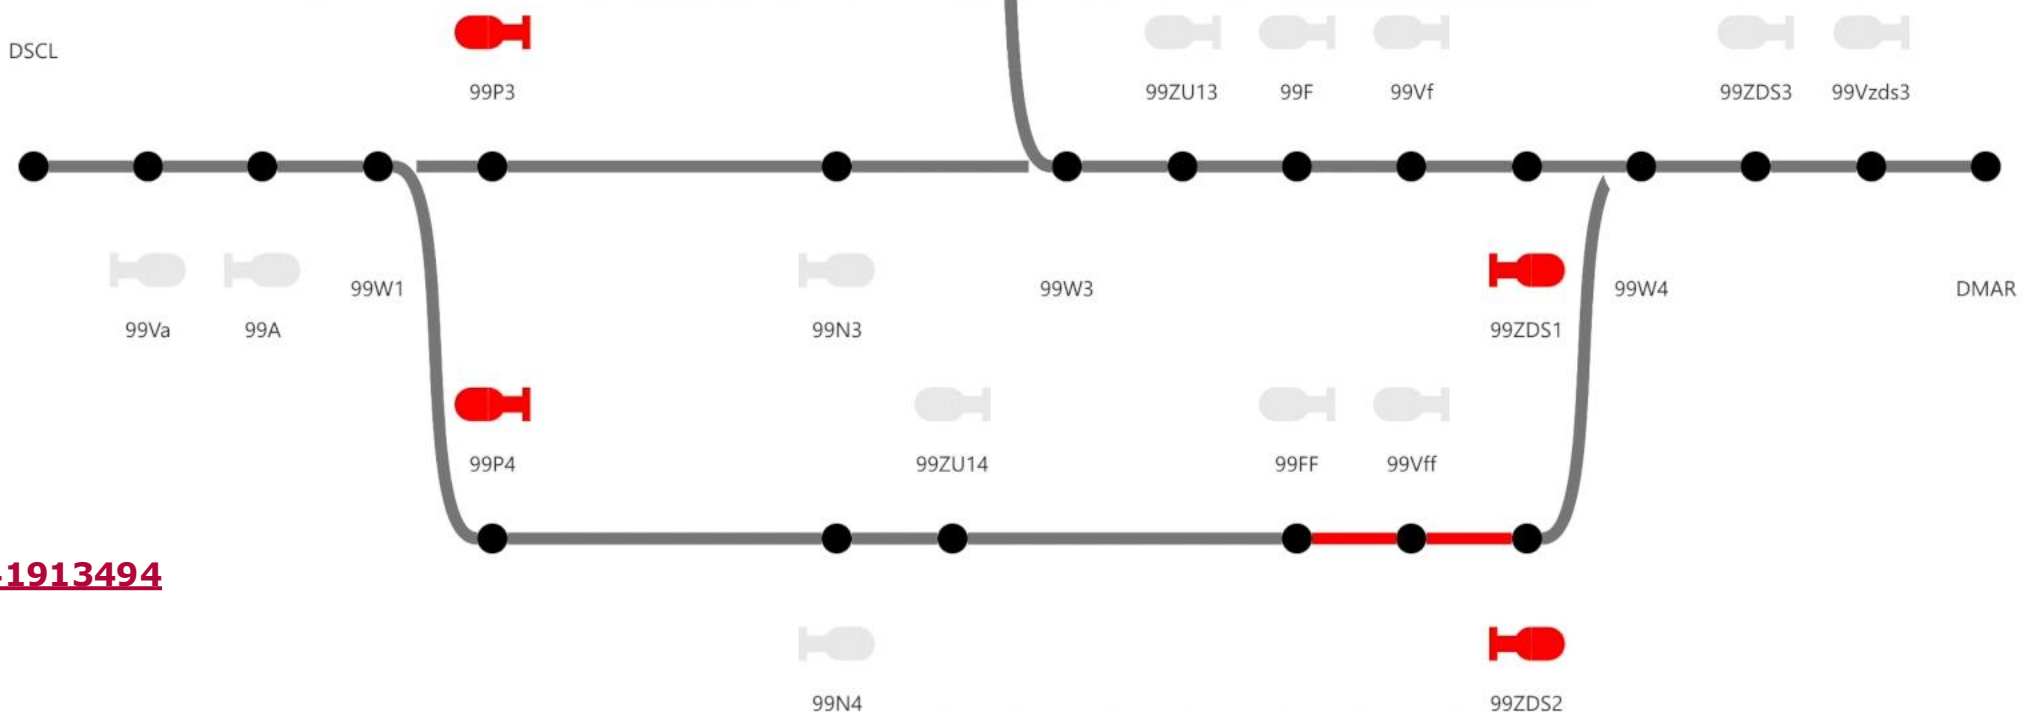 DSCL
99P3
99ZU13 99F 99Vf 99ZDS3 99Vzds3
99W1 99W3 99W4 DMAR
99Va 99A 99N3 99ZDS1
99P4 99ZU14 99FF 99Vff
-1913494
99N4 99ZDS2